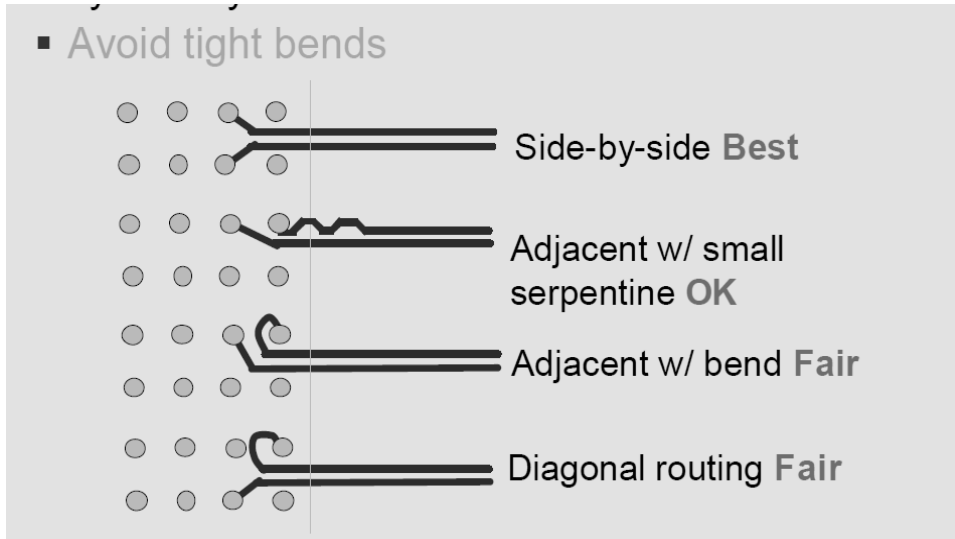 ▪ Avoid tight bends
Side-by-side Best
Adjacent w/ small
serpentine OK
Adjacent w/ bend Fair
Diagonal routing Fair